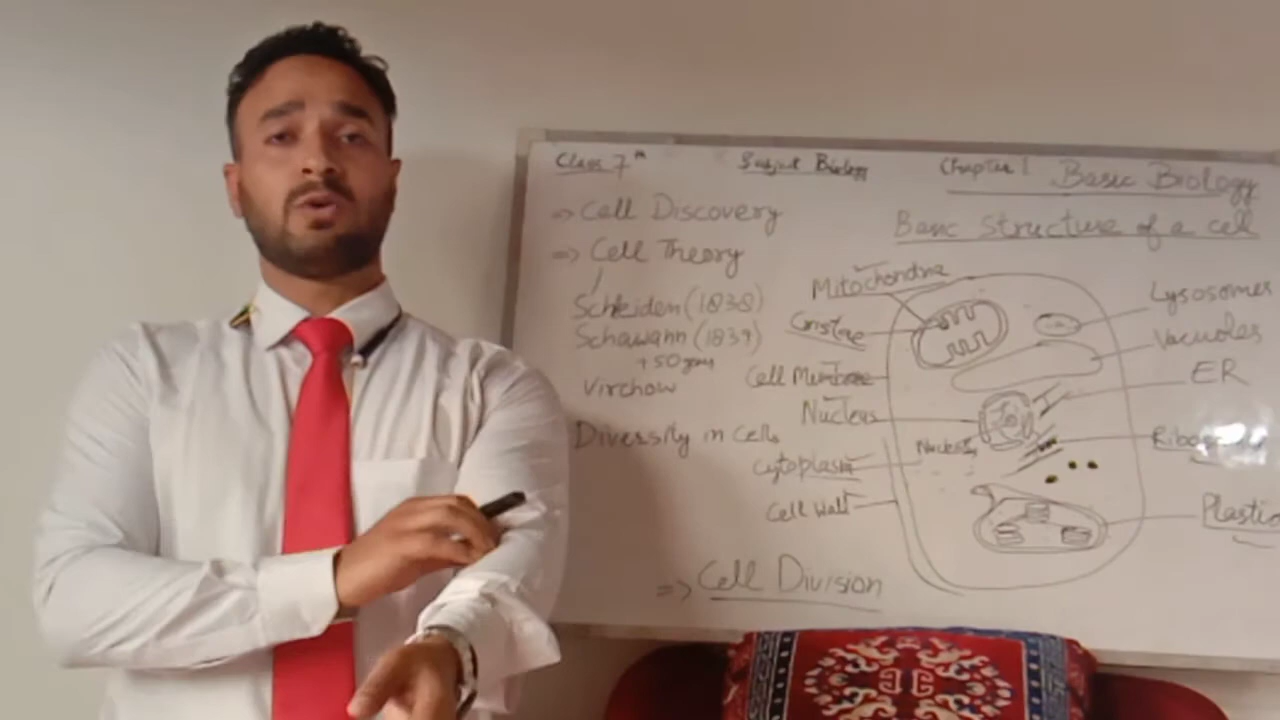 Class 7th Subject Biology Chapter 1 Basic Biology
=> Cell Discovery
Basic Structure of a cell
=> Cell Theory
Schleiden (1838)
Schawann (1839)
+50 years
Virchow
Diversity in Cells
Mitochondria
Cristae
Cell Membrane
Nucleus
Nucleolus
Cytoplasm
Cell Wall
Lysosomes
Vacuoles
ER
Plastid
=> Cell Division